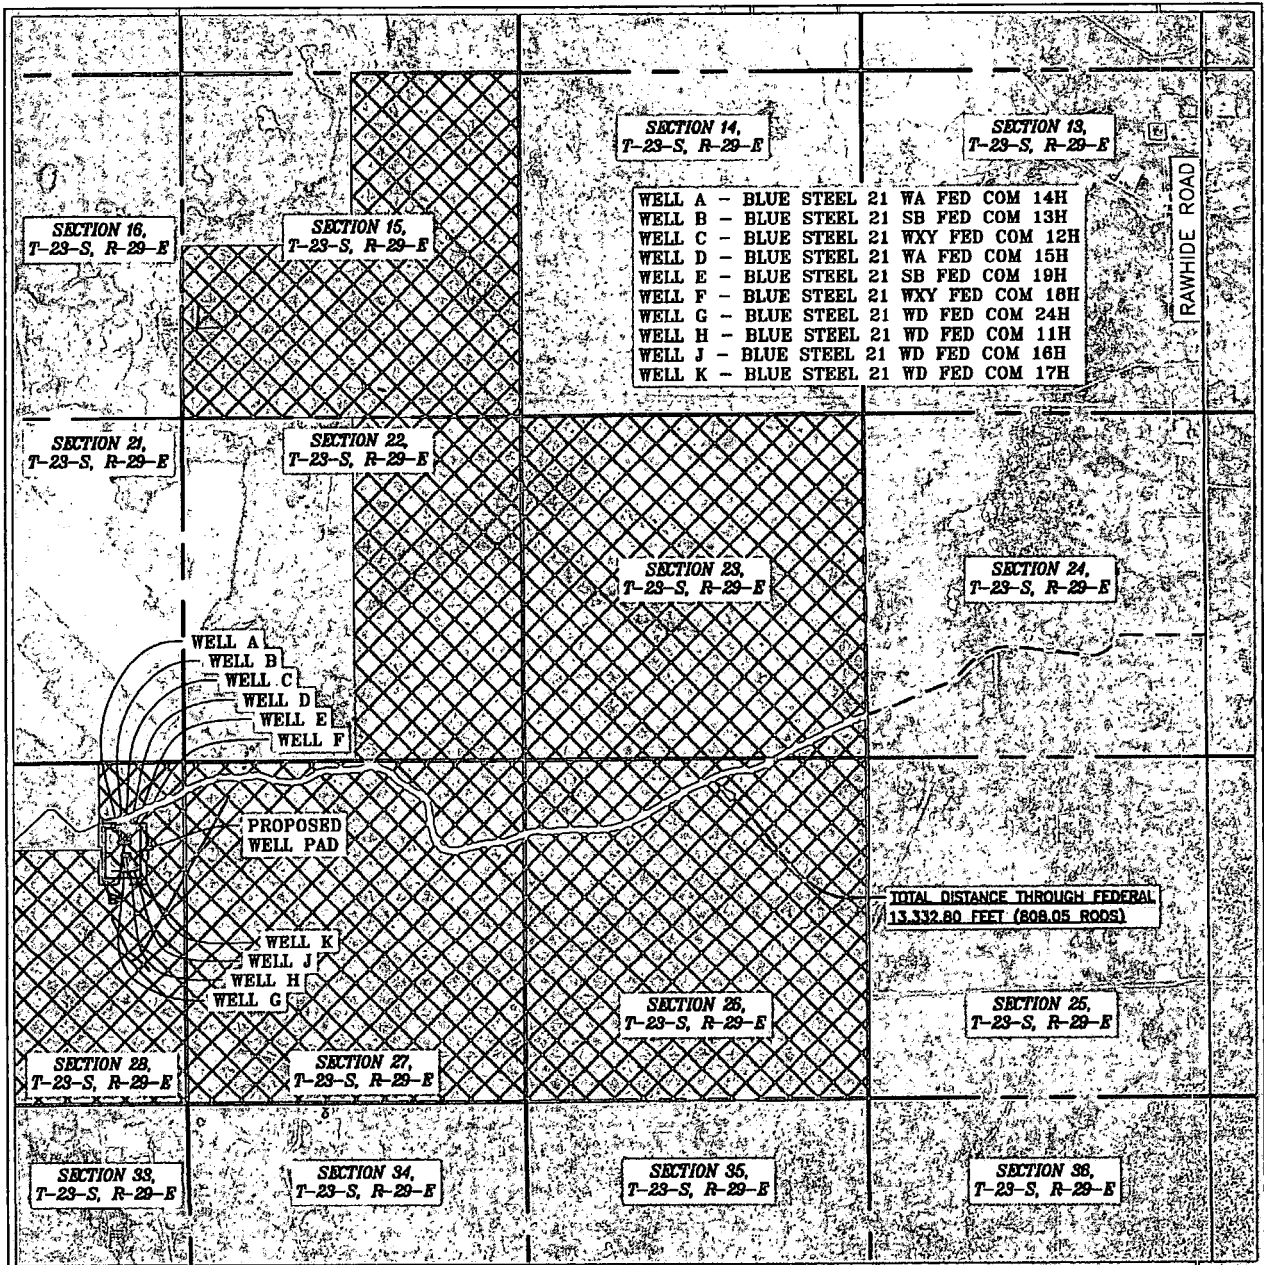 SECTION 14,
T-23-S, R-29-E
SECTION 13,
T-23-S, R-29-E
RAWHIDE ROAD
WELL A - BLUE STEEL 21 WA FED COM 14H
WELL B - BLUE STEEL 21 SB FED COM 13H
WELL C - BLUE STEEL 21 WXY FED COM 12H
WELL D - BLUE STEEL 21 WA FED COM 15H
WELL E - BLUE STEEL 21 SB FED COM 19H
WELL F - BLUE STEEL 21 WXY FED COM 18H
WELL G - BLUE STEEL 21 WD FED COM 24H
WELL H - BLUE STEEL 21 WD FED COM 11H
WELL J - BLUE STEEL 21 WD FED COM 16H
WELL K - BLUE STEEL 21 WD FED COM 17H
SECTION 16,
T-23-S, R-29-E
SECTION 15,
T-23-S, R-29-E
SECTION 21,
T-23-S, R-29-E
SECTION 22,
T-23-S, R-29-E
SECTION 23,
T-23-S, R-29-E
SECTION 24,
T-23-S, R-29-E
WELL A
WELL B
WELL C
WELL D
WELL E
WELL F
PROPOSED
WELL PAD
TOTAL DISTANCE THROUGH FEDERAL
13,332.80 FEET (808.05 RODS)
WELL K
WELL J
WELL H
WELL G
SECTION 26,
T-23-S, R-29-E
SECTION 25,
T-23-S, R-29-E
SECTION 28,
T-23-S, R-29-E
SECTION 27,
T-23-S, R-29-E
SECTION 33,
T-23-S, R-29-E
SECTION 34,
T-23-S, R-29-E
SECTION 35,
T-23-S, R-29-E
SECTION 36,
T-23-S, R-29-E